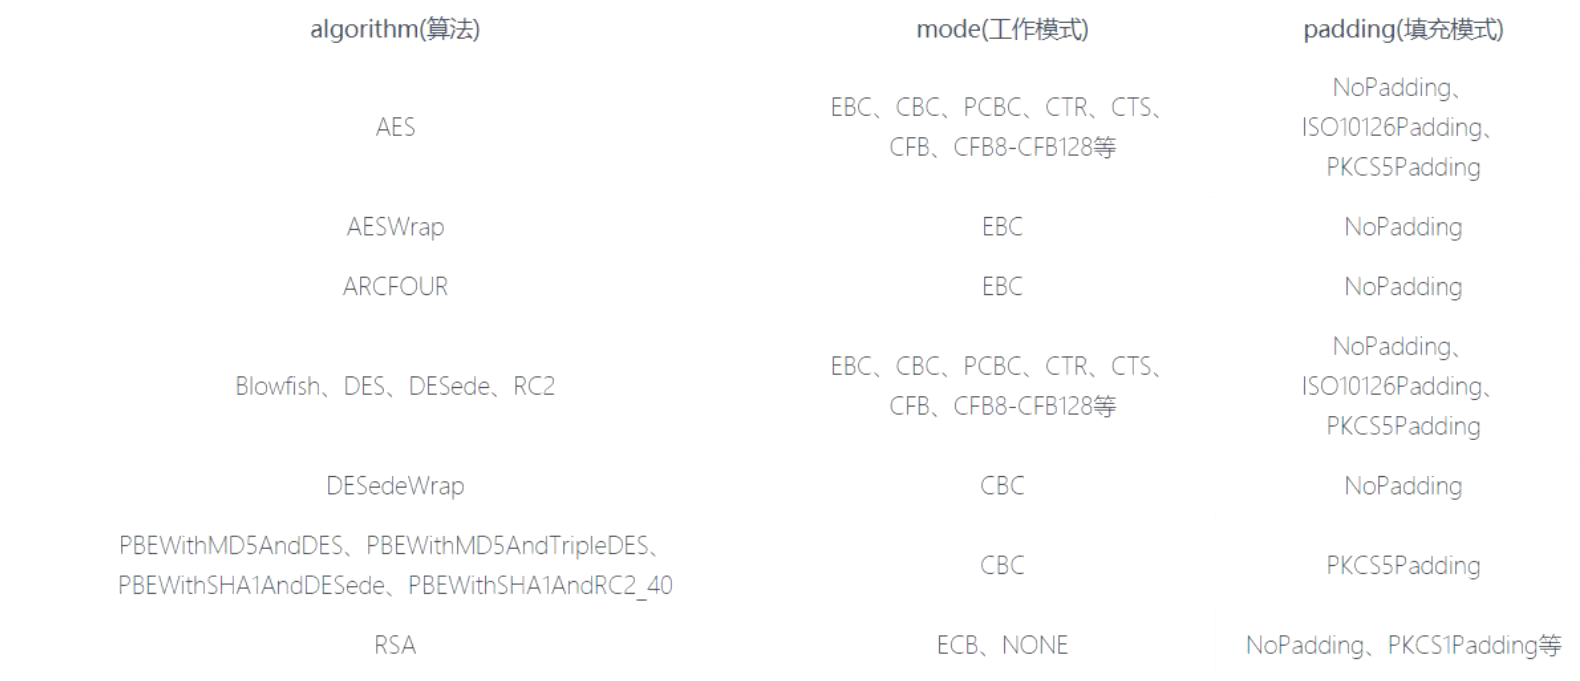 algorithm(算法) mode(工作模式) padding(填充模式)
AES
EBC、CBC、PCBC、CTR、CTS、
CFB、CFB8-CFB128等
NoPadding、
ISO10126Padding、
PKCS5Padding
AESWrap EBC NoPadding
ARCFOUR EBC NoPadding
Blowfish、DES、DESede、RC2
EBC、CBC、PCBC、CTR、CTS、
CFB、CFB8-CFB128等
NoPadding、
ISO10126Padding、
PKCS5Padding
DESedeWrap CBC NoPadding
PBEWithMD5AndDES、PBEWithMD5AndTripleDES、
PBEWithSHA1AndDESede、PBEWithSHA1AndRC2_40
CBC
PKCS5Padding
RSA ECB、NONE NoPadding、PKCS1Padding等